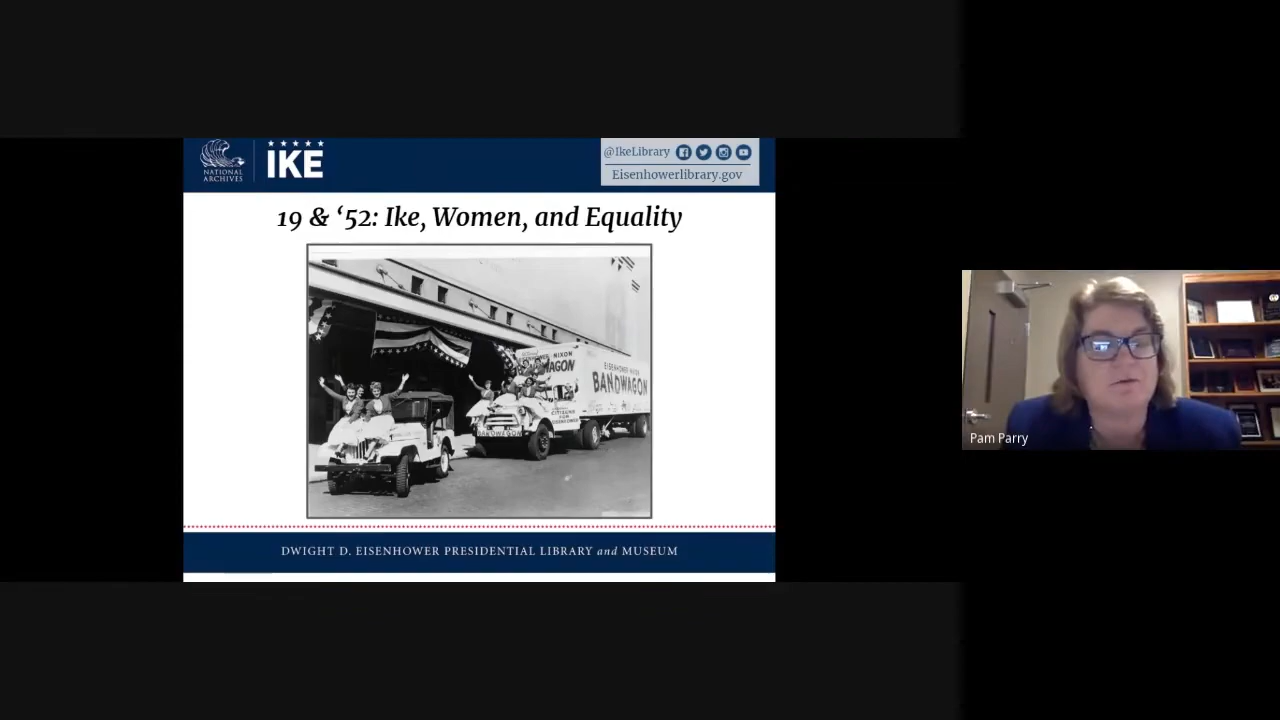 NATIONAL
ARCHIVES
IKE
@IkeLibrary
Eisenhowerlibrary.gov
19 & ‘52: Ike, Women, and Equality
NIXON
EISENHOWER NIXON
BANDWAGON
BANDWAGON
DWIGHT D. EISENHOWER PRESIDENTIAL LIBRARY and MUSEUM
Pam Parry